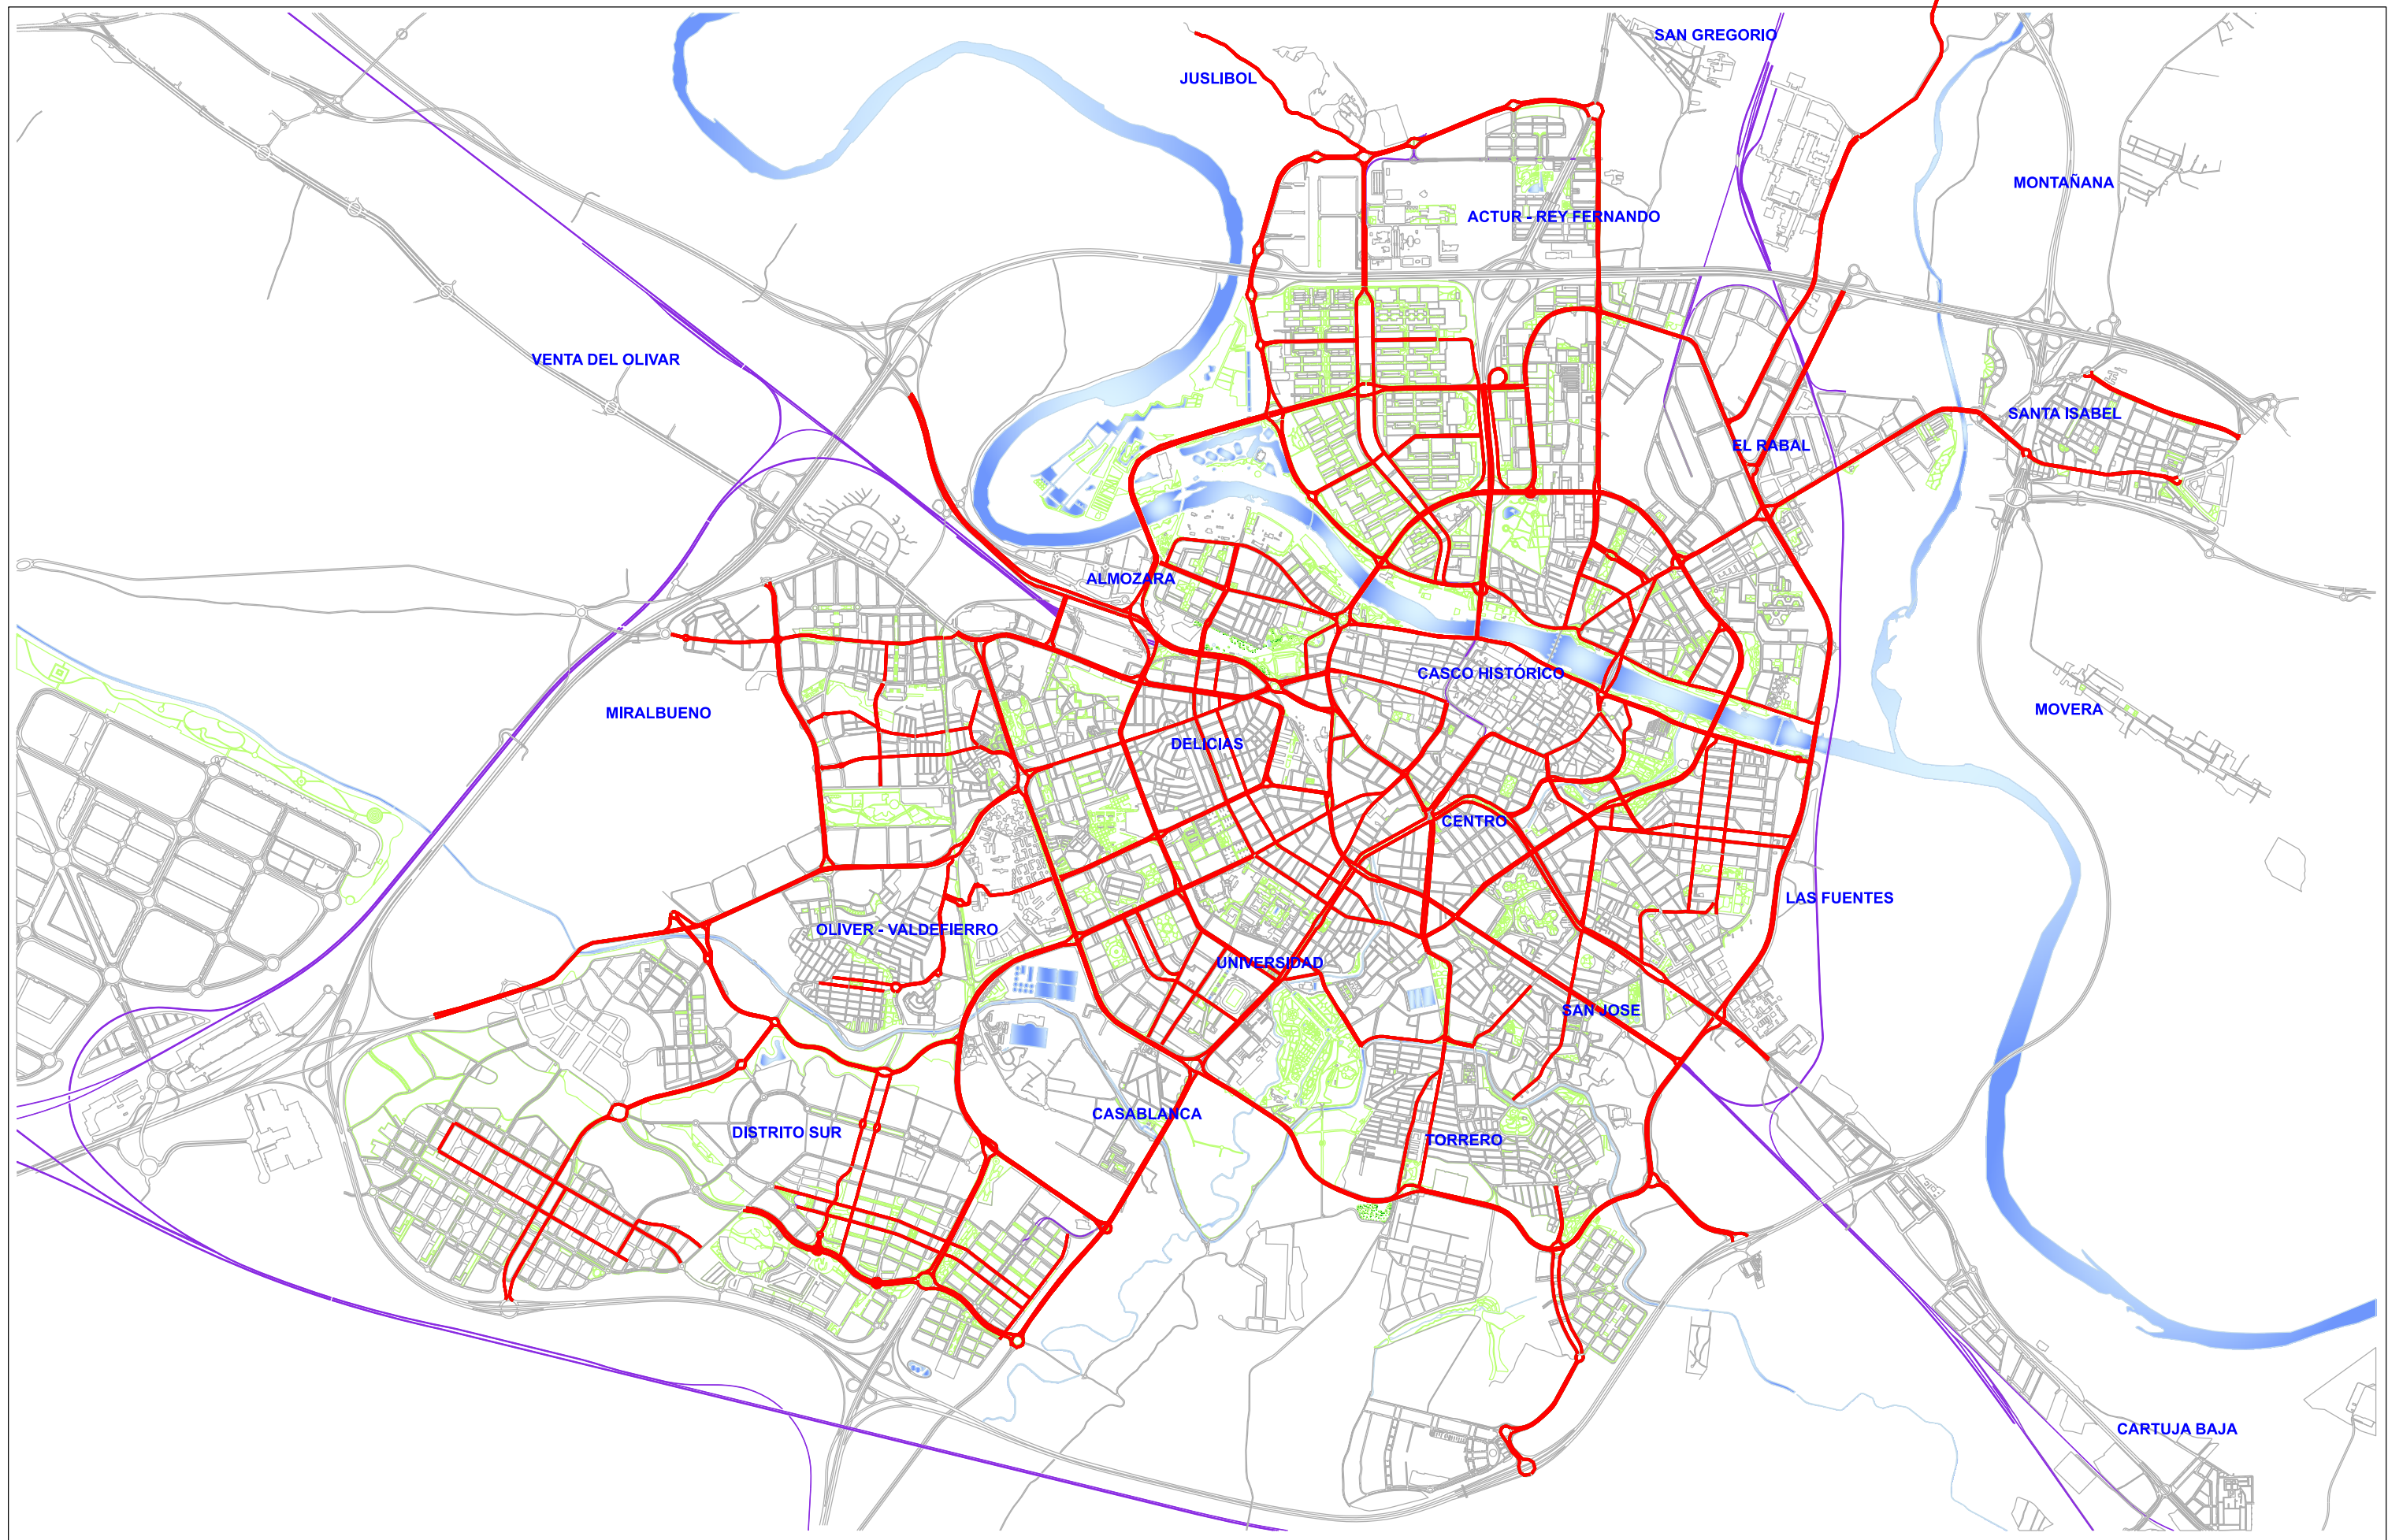 SAN GREGORIO
JUSLIBOL
MONTAÑANA
ACTUR - REY FERNANDO
VENTA DEL OLIVAR
SANTA ISABEL
EL RABAL
ALMOZARA
CASCO HISTÓRICO
MOVERA
MIRALBUENO
DELICIAS
CENTRO
LAS FUENTES
OLIVER - VALDEFIERRO
UNIVERSIDAD
SAN JOSE
CASABLANCA
DISTRITO SUR
TORRERO
CARTUJA BAJA